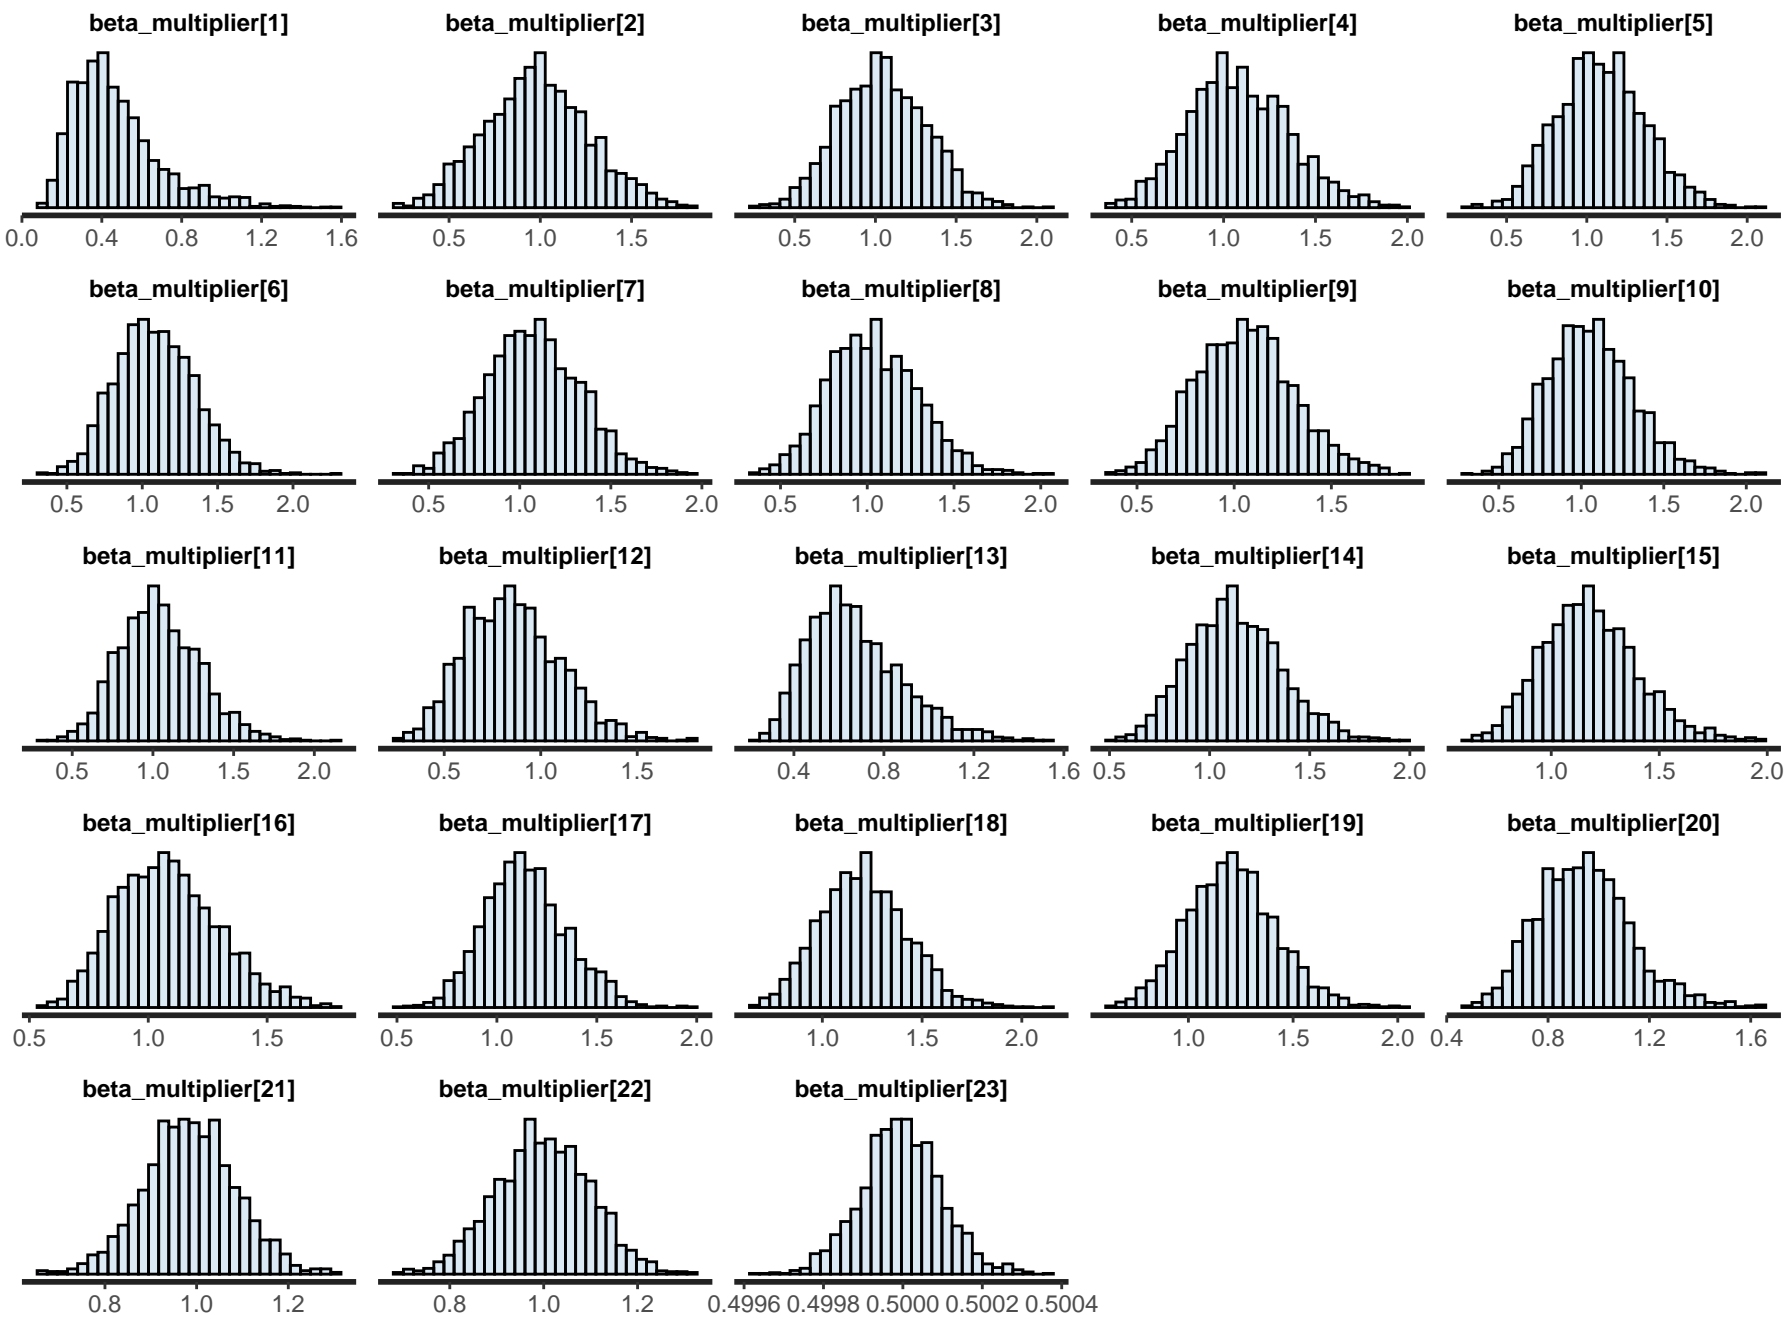 beta_multiplier[1] beta_multiplier[2] beta_multiplier[3] beta_multiplier[4] beta_multiplier[5]
0.0 0.4 0.8 1.2 1.6 0.5 1.0 1.5 0.5 1.0 1.5 2.0 0.5 1.0 1.5 2.0 0.5 1.0 1.5 2.0
beta_multiplier[6] beta_multiplier[7] beta_multiplier[8] beta_multiplier[9] beta_multiplier[10]
0.5 1.0 1.5 2.0 0.5 1.0 1.5 2.0 0.5 1.0 1.5 2.0 0.5 1.0 1.5 0.5 1.0 1.5 2.0
beta_multiplier[11] beta_multiplier[12] beta_multiplier[13] beta_multiplier[14] beta_multiplier[15]
0.5 1.0 1.5 2.0 0.5 1.0 1.5 0.4 0.8 1.2 1.6 0.5 1.0 1.5 2.0 1.0 1.5 2.0
beta_multiplier[16] beta_multiplier[17] beta_multiplier[18] beta_multiplier[19] beta_multiplier[20]
0.5 1.0 1.5 0.5 1.0 1.5 2.0 1.0 1.5 2.0 1.0 1.5 2.0 0.4 0.8 1.2 1.6
beta_multiplier[21] beta_multiplier[22] beta_multiplier[23]
0.8 1.0 1.2 0.8 1.0 1.2 0.4996 0.4998 0.5000 0.5002 0.5004